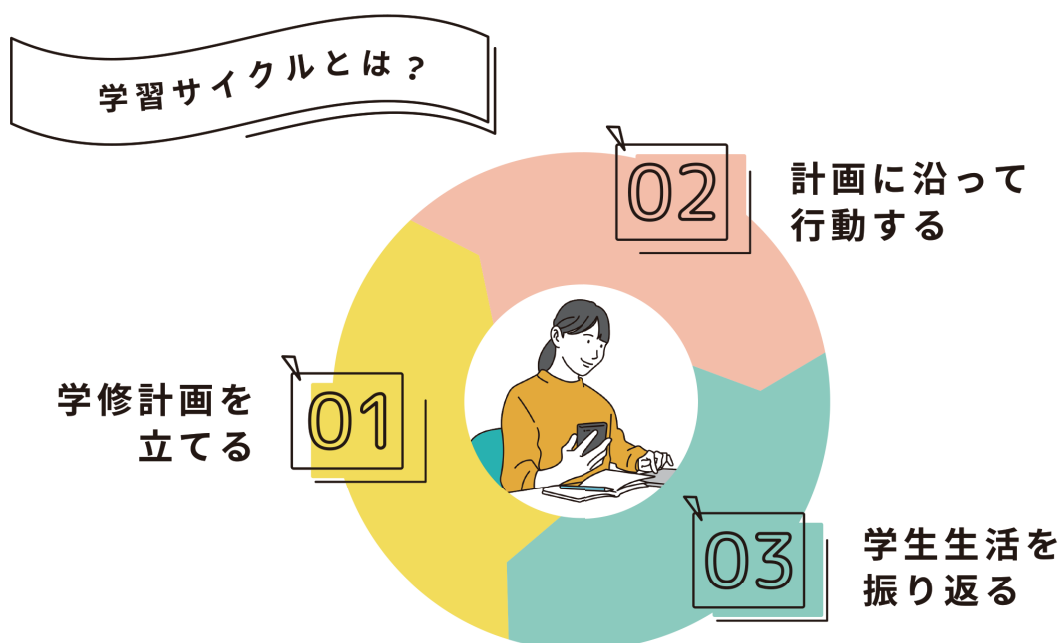 学習サイクルとは?
01
学修計画を
立てる
02
計画に沿って
行動する
03
学生生活を
振り返る